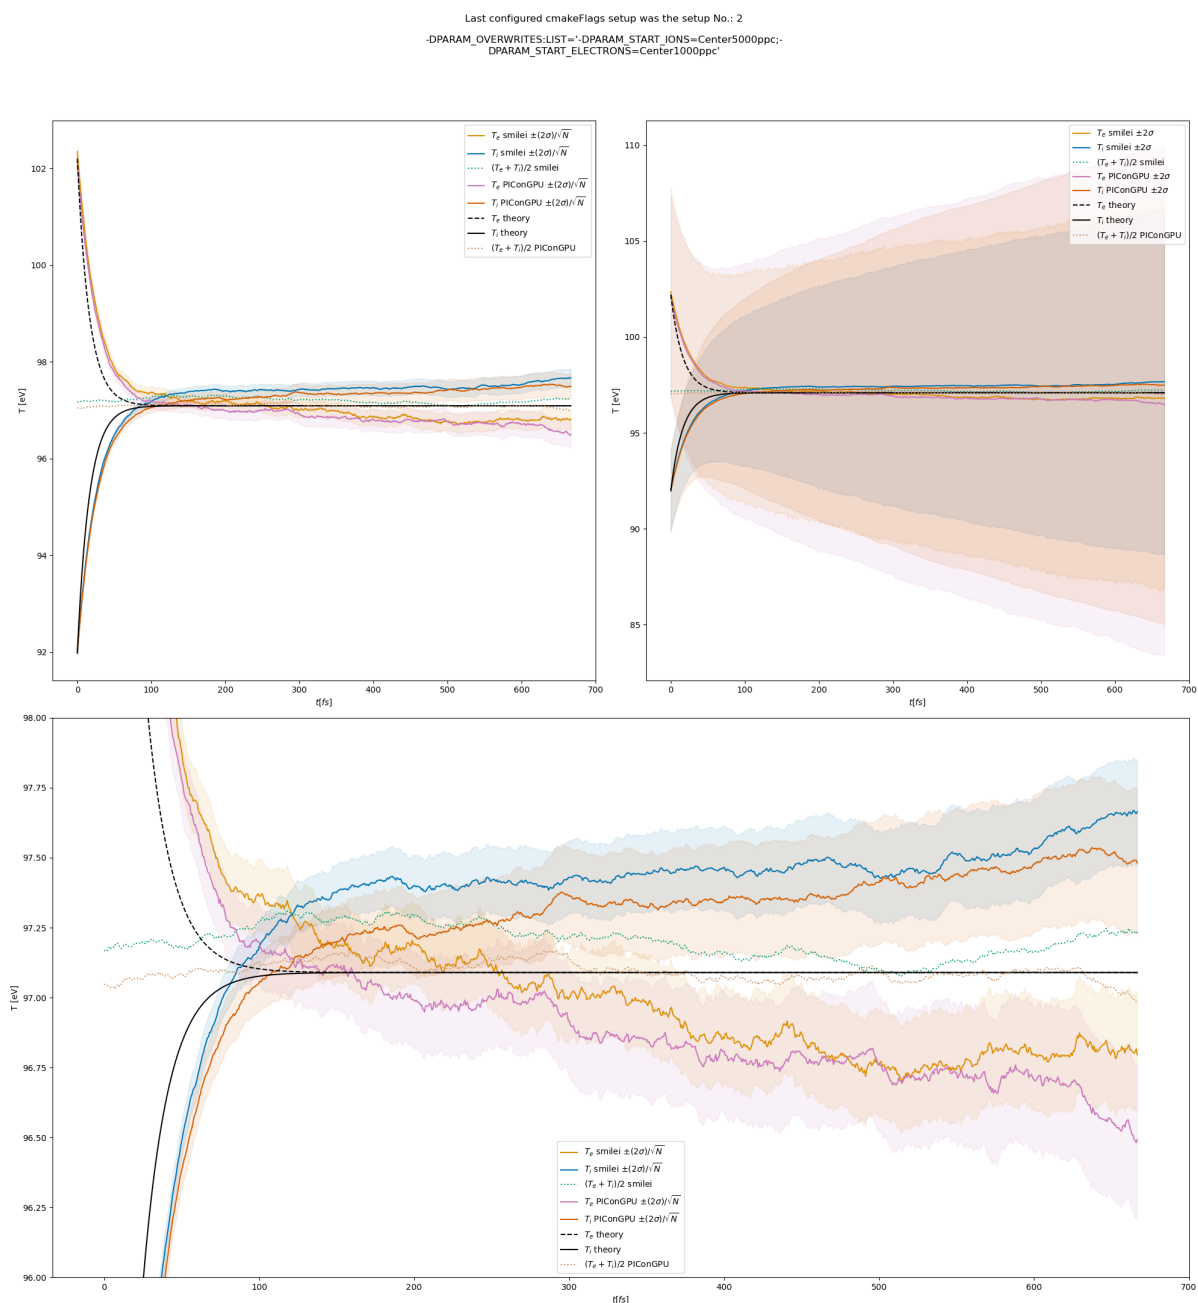 Last configured cmakeFlags setup was the setup No.: 2
-DPARAM_OVERWRITES:LIST='-DPARAM_START_IONS=Center5000ppc;-
DPARAM_START_ELECTRONS=Center1000ppc'
T [eV]
102
100
98
96
94
92
0
100
200
300
400
500
600
700
t[fs]
T_e smilei ±(2σ)/√N
T_i smilei ±(2σ)/√N
(T_e + T_i)/2 smilei
T_e PIConGPU ±(2σ)/√N
T_i PIConGPU ±(2σ)/√N
T_e theory
T_i theory
(T_e + T_i)/2 PIConGPU
T [eV]
110
105
100
95
90
85
0
100
200
300
400
500
600
700
t[fs]
T_e smilei ±2σ
T_i smilei ±2σ
(T_e + T_i)/2 smilei
T_e PIConGPU ±2σ
T_i PIConGPU ±2σ
T_e theory
T_i theory
(T_e + T_i)/2 PIConGPU
T [eV]
98.00
97.75
97.50
97.25
97.00
96.75
96.50
96.25
96.00
T_e smilei ±(2σ)/√N
T_i smilei ±(2σ)/√N
(T_e + T_i)/2 smilei
T_e PIConGPU ±(2σ)/√N
T_i PIConGPU ±(2σ)/√N
T_e theory
T_i theory
(T_e + T_i)/2 PIConGPU
0
100
200
300
400
500
600
700
t[fs]